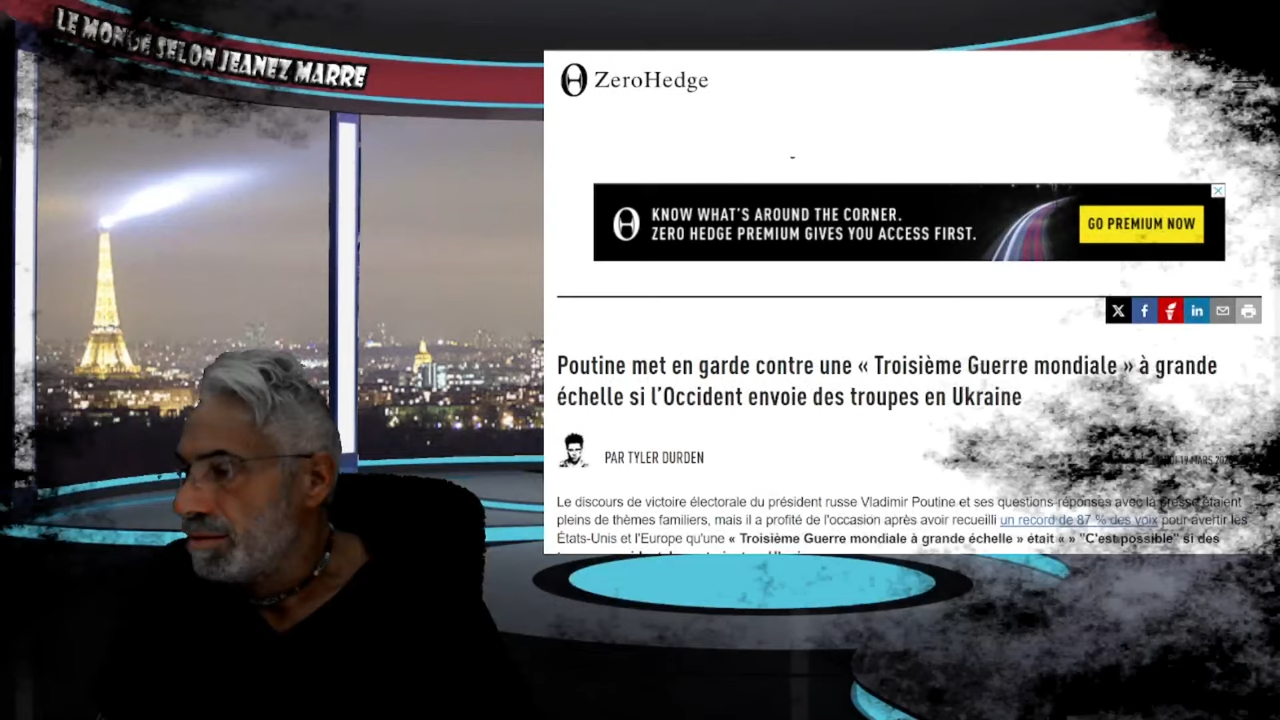 LE MONDE SELON JEANEZ MARRE
ZeroHedge
KNOW WHAT'S AROUND THE CORNER.
ZERO HEDGE PREMIUM GIVES YOU ACCESS FIRST.
GO PREMIUM NOW
Poutine met en garde contre une « Troisième Guerre mondiale » à grande
échelle si l'Occident envoie des troupes en Ukraine
PAR TYLER DURDEN
19 MARS
Le discours de victoire électorale du président russe Vladimir Poutine et ses questions-réponses avec la presse étaient
pleins de thèmes familiers, mais il a profité de l'occasion après avoir recueilli un record de 87 % des voix pour avertir les
États-Unis et l'Europe qu'une « Troisième Guerre mondiale à grande échelle » était « » "C'est possible" si des